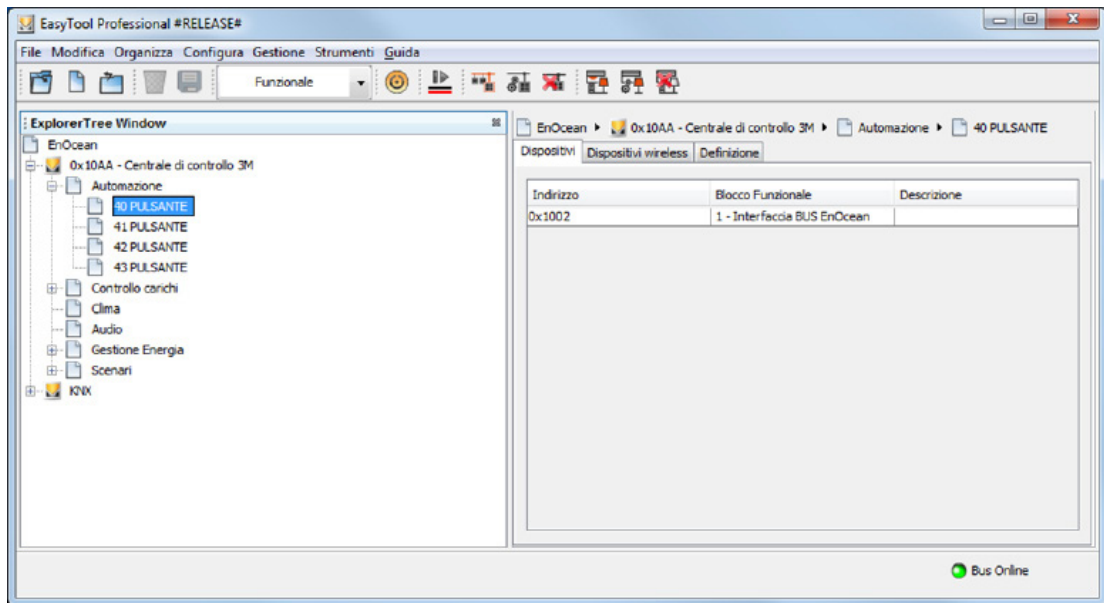 EasyTool Professional #RELEASE#
File Modifica Organizza Configura Gestione Strumenti Guida
Funzionale
ExplorerTree Window
EnOcean
0x10AA - Centrale di controllo 3M
Automazione
40 PULSANTE
41 PULSANTE
42 PULSANTE
43 PULSANTE
Controllo carichi
Clima
Audio
Gestione Energia
Scenari
KNX
EnOcean 0x10AA - Centrale di controllo 3M Automazione 40 PULSANTE
Dispositivi Dispositivi wireless Definizione
Indirizzo Blocco Funzionale Descrizione
0x1002 1 - Interfaccia BUS EnOcean
Bus Online